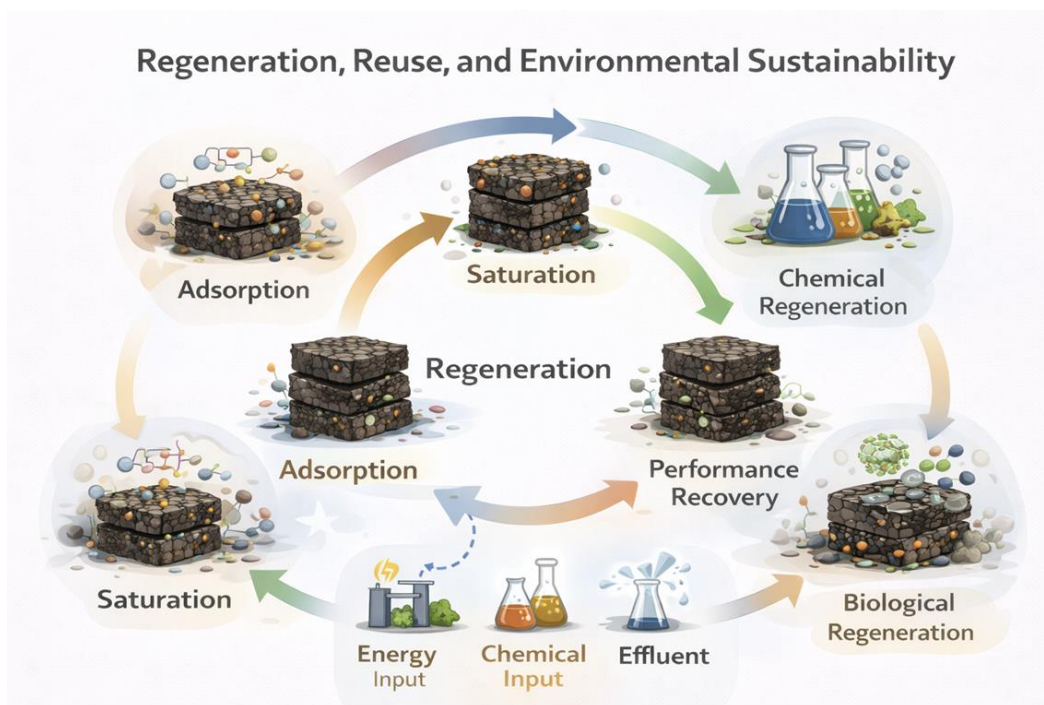 Regeneration, Reuse, and Environmental Sustainability
Adsorption
Saturation
Chemical
Regeneration
Regeneration
Adsorption
Performance
Recovery
Saturation
Biological
Regeneration
Energy
Input
Chemical
Input
Effluent